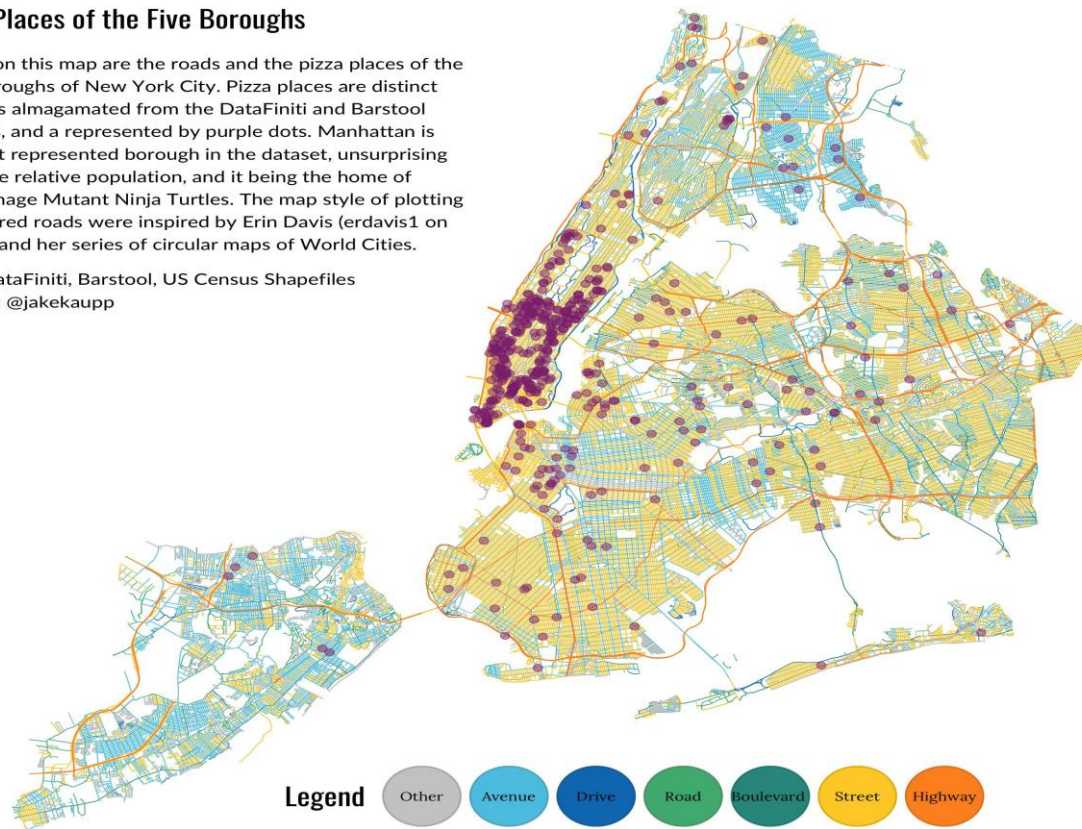 Places of the Five Boroughs
on this map are the roads and the pizza places of the
roughs of New York City. Pizza places are distinct
s almagamated from the DataFiniti and Barstool
, and a represented by purple dots. Manhattan is
t represented borough in the dataset, unsurprising
e relative population, and it being the home of
nage Mutant Ninja Turtles. The map style of plotting
red roads were inspired by Erin Davis (erdavis1 on
and her series of circular maps of World Cities.
ataFiniti, Barstool, US Census Shapefiles
: @jakekaupp
Legend Other Avenue Drive Road Boulevard Street Highway